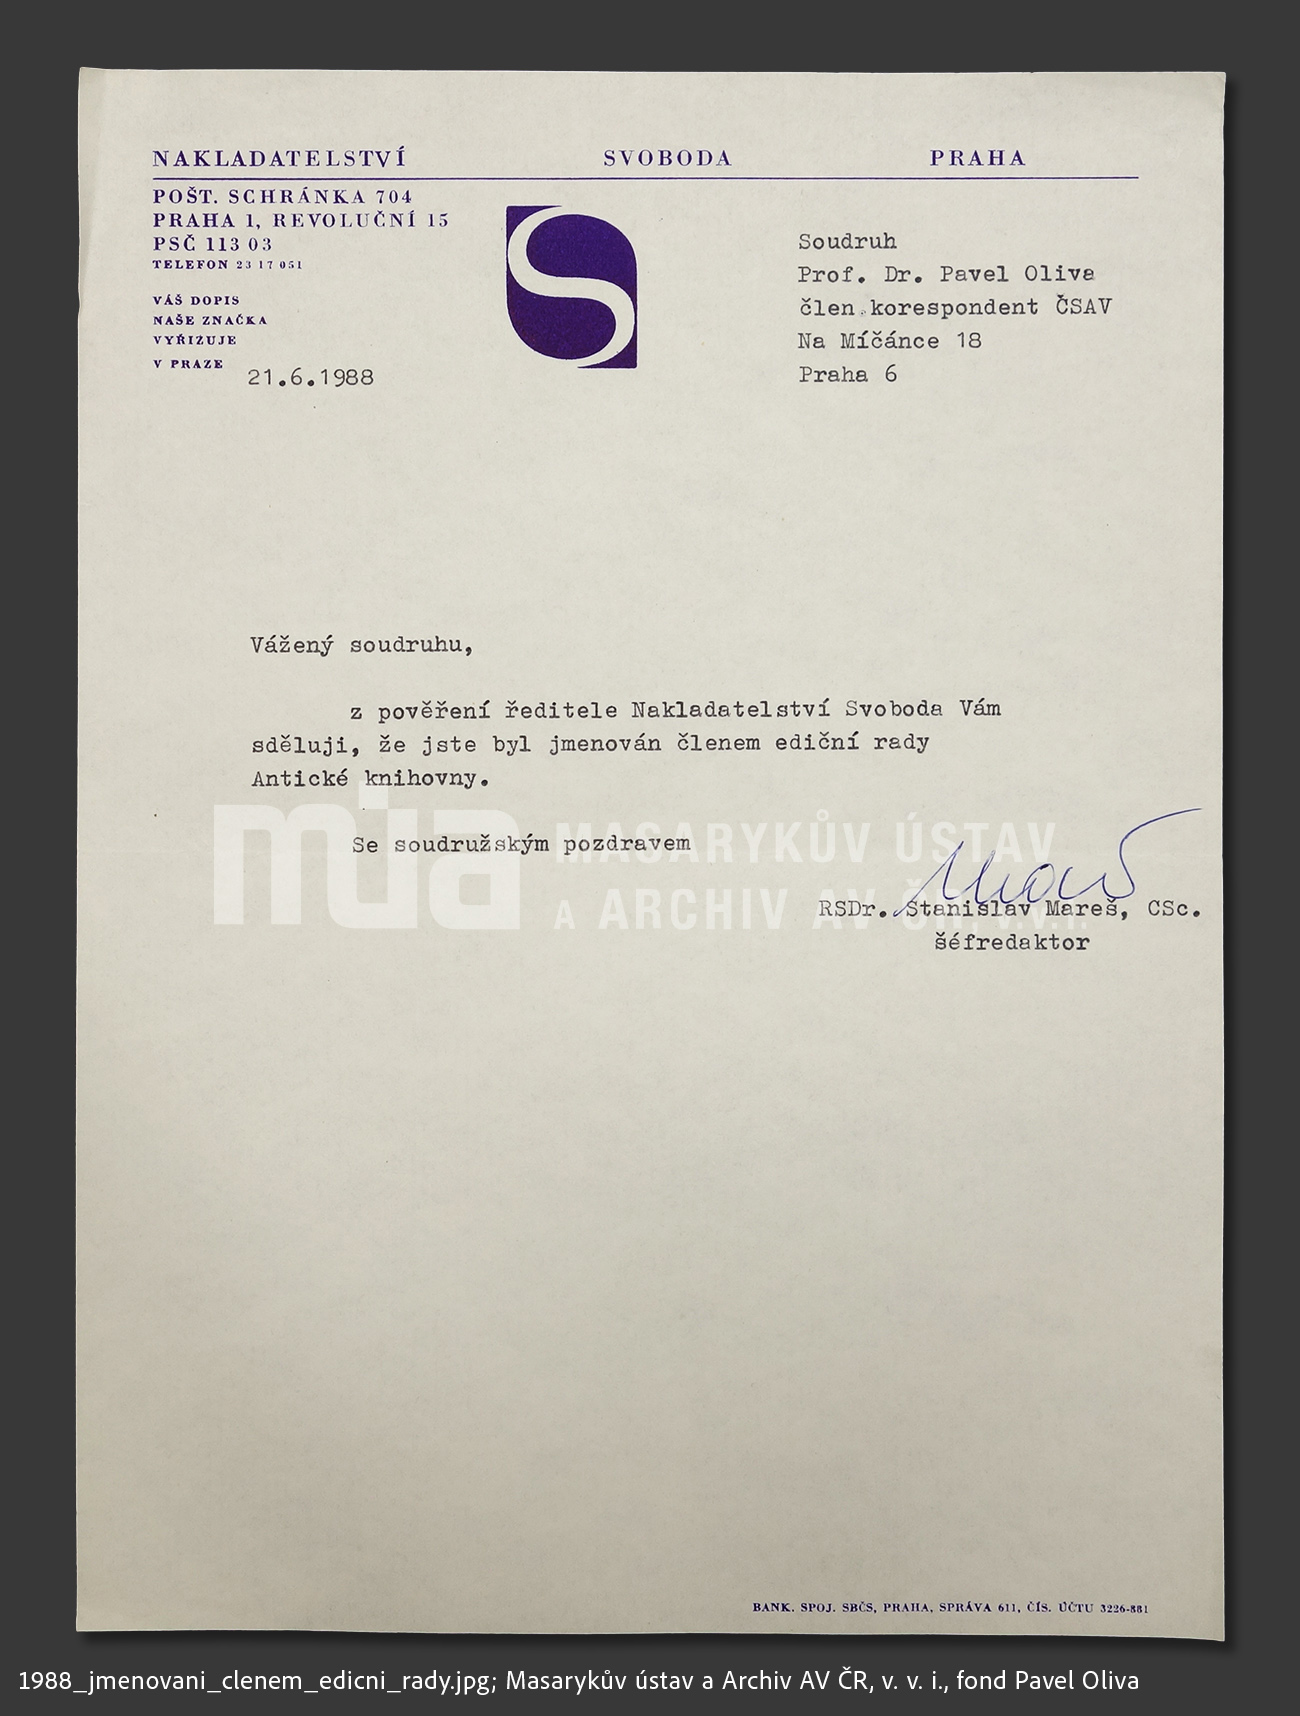 NAKLADATELSTVÍ SVOBODA PRAHA
POŠT. SCHRÁNKA 704
PRAHA 1, REVOLUČNÍ 15
PSČ 113 03
TELEFON 23 17 051
VÁŠ DOPIS
NAŠE ZNAČKA
VYŘIZUJE
V PRAZE 21.6.1988
S
Soudruh
Prof. Dr. Pavel Oliva
člen korespondent ČSAV
Na Míčánce 18
Praha 6
Vážený soudruhu,
z pověření ředitele Nakladatelství Svoboda Vám
sděluji, že jste byl jmenován členem ediční rady
Antické knihovny.
Se soudružským pozdravem
RSDr. Stanislav Mareš, CSc.
šéfredaktor
mia MASARYKŮV ÚSTAV
A ARCHIV AV ČR, v. v. i.
BANK. SPOJ. SBČS, PRAHA, SPRÁVA 611, ČÍS. ÚČTU 3226-881
1988_jmenovani_clenem_edicni_rady.jpg; Masarykův ústav a Archiv AV ČR, v. v. i., fond Pavel Oliva